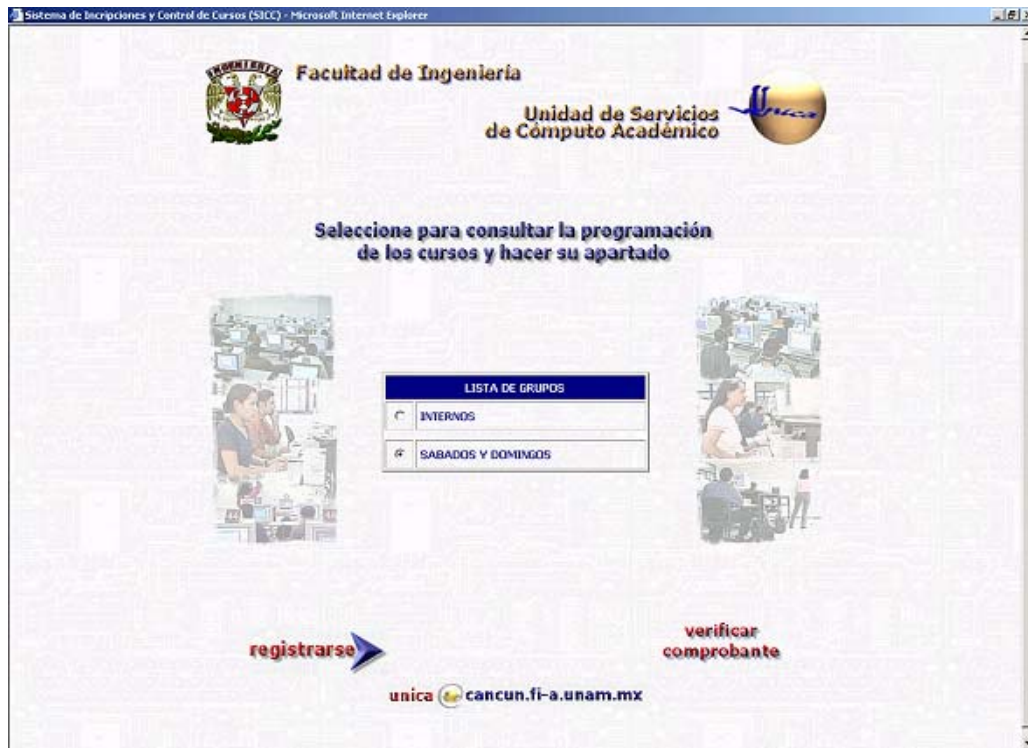 Sistema de Incripciones y Control de Cursos (SICC) - Microsoft Internet Explorer
INGENIERIA
Facultad de Ingeniería
Unidad de Servicios
de Cómputo Académico
Unica
Seleccione para consultar la programación
de los cursos y hacer su apartado
LISTA DE GRUPOS
INTERNOS
SABADOS Y DOMINGOS
registrarse
verificar
comprobante
unica@cancun.fi-a.unam.mx